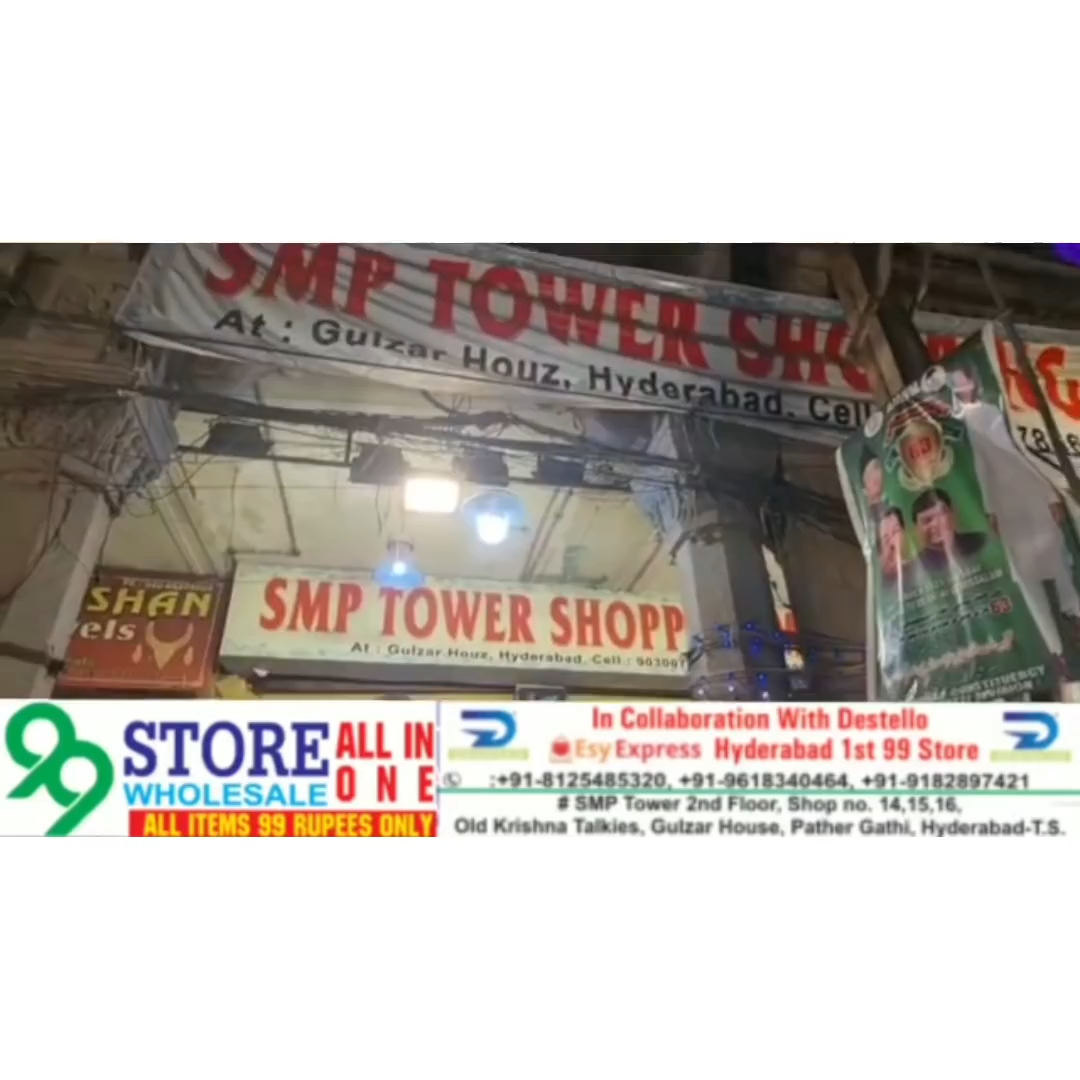 SMP TOWER SHO
At : Gulzar Houz, Hyderabad. Cell
SHAN
els
SMP TOWER SHOPP
At : Gulzar Houz, Hyderabad. Cell : 90309
99 STORE ALL IN ONE
WHOLESALE
ALL ITEMS 99 RUPEES ONLY
In Collaboration With Destello
Esy Express Hyderabad 1st 99 Store
:+91-8125485320, +91-9618340464, +91-9182897421
# SMP Tower 2nd Floor, Shop no. 14,15,16,
Old Krishna Talkies, Gulzar House, Pather Gathi, Hyderabad-T.S.